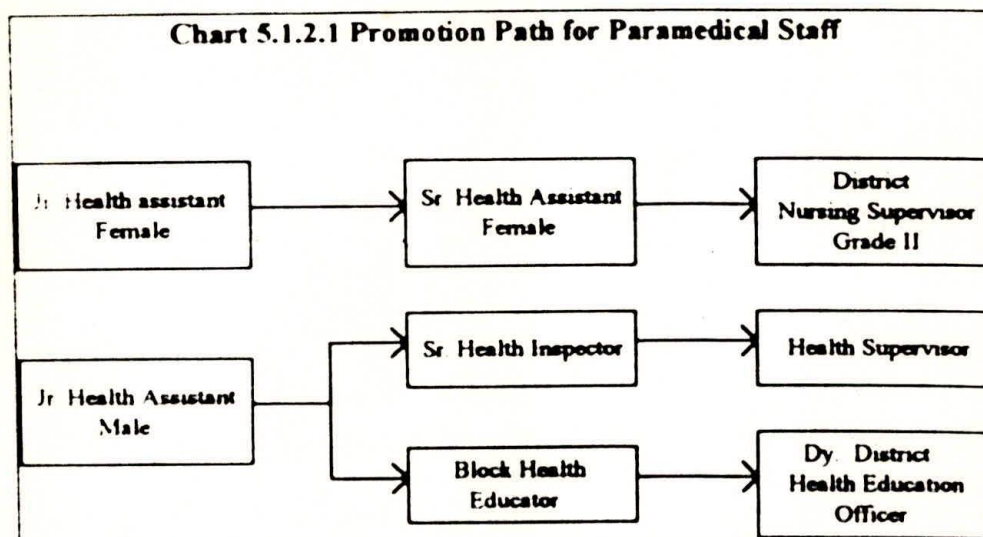 Chart 5.1.2.1 Promotion Path for Paramedical Staff
Jr. Health assistant
Female
Sr. Health Assistant
Female
District
Nursing Supervisor
Grade II
Jr. Health Assistant
Male
Sr. Health Inspector
Health Supervisor
Block Health
Educator
Dy. District
Health Education
Officer